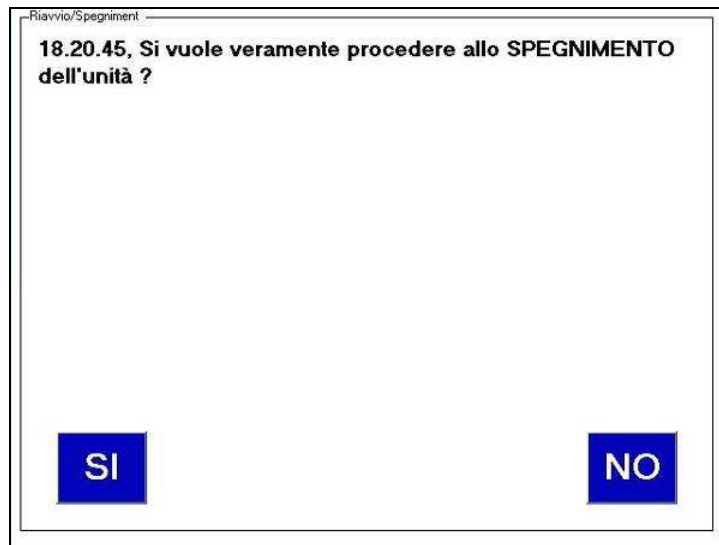 Riavvio/Spegniment
18.20.45, Si vuole veramente procedere allo SPEGNIMENTO
dell'unità ?
SI
NO